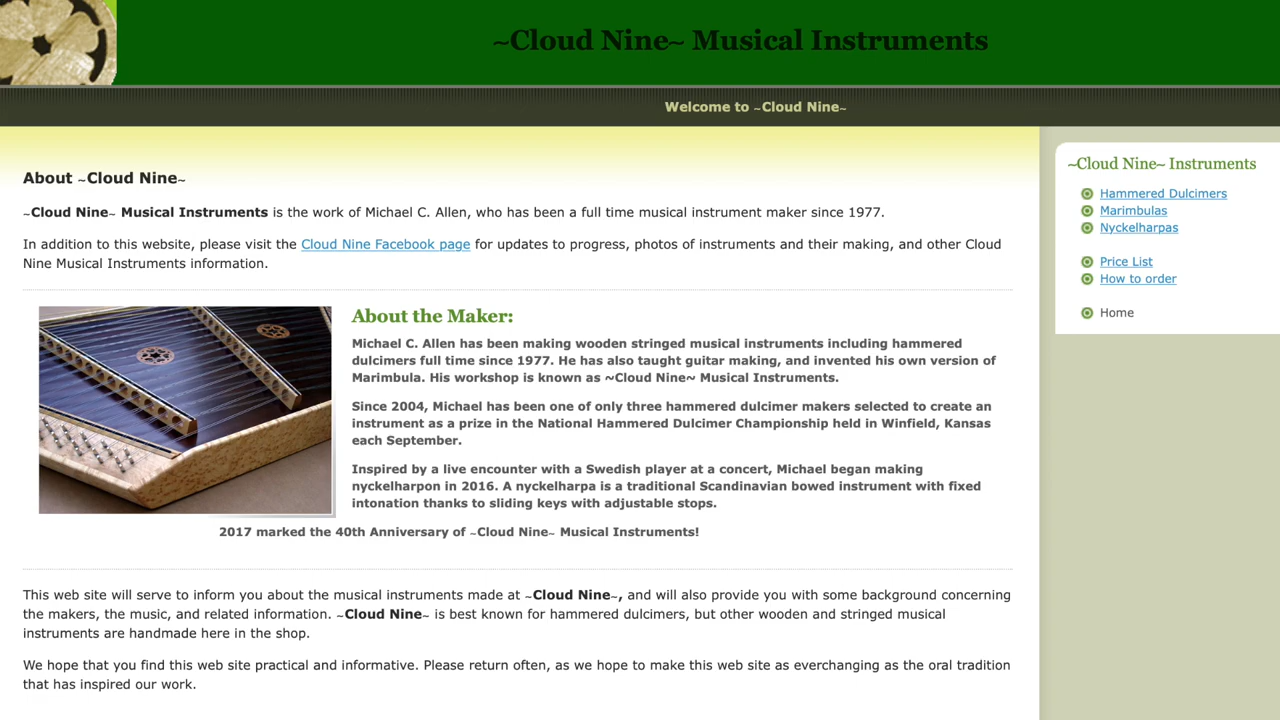 ~Cloud Nine~ Musical Instruments
Welcome to ~Cloud Nine~
About ~Cloud Nine~
~Cloud Nine~ Musical Instruments is the work of Michael C. Allen, who has been a full time musical instrument maker since 1977.
In addition to this website, please visit the Cloud Nine Facebook page for updates to progress, photos of instruments and their making, and other Cloud
Nine Musical Instruments information.
About the Maker:
Michael C. Allen has been making wooden stringed musical instruments including hammered
dulcimers full time since 1977. He has also taught guitar making, and invented his own version of
Marimbula. His workshop is known as ~Cloud Nine~ Musical Instruments.
Since 2004, Michael has been one of only three hammered dulcimer makers selected to create an
instrument as a prize in the National Hammered Dulcimer Championship held in Winfield, Kansas
each September.
Inspired by a live encounter with a Swedish player at a concert, Michael began making
nyckelharpon in 2016. A nyckelharpa is a traditional Scandinavian bowed instrument with fixed
intonation thanks to sliding keys with adjustable stops.
2017 marked the 40th Anniversary of ~Cloud Nine~ Musical Instruments!
This web site will serve to inform you about the musical instruments made at ~Cloud Nine~, and will also provide you with some background concerning
the makers, the music, and related information. ~Cloud Nine~ is best known for hammered dulcimers, but other wooden and stringed musical
instruments are handmade here in the shop.
We hope that you find this web site practical and informative. Please return often, as we hope to make this web site as everchanging as the oral tradition
that has inspired our work.
~Cloud Nine~ Instruments
Hammered Dulcimers
Marimbulas
Nyckelharpas
Price List
How to order
Home